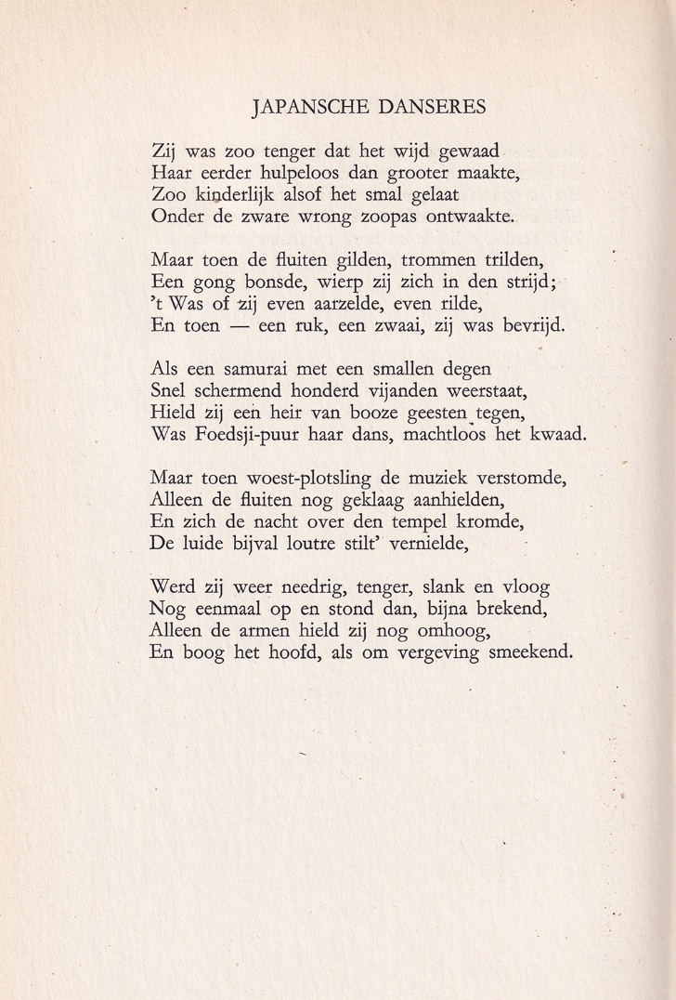 JAPANSCHE DANSERES
Zij was zoo tenger dat het wijd gewaad
Haar eerder hulpeloos dan grooter maakte,
Zoo kinderlijk alsof het smal gelaat
Onder de zware wrong zoopas ontwaakte.
Maar toen de fluiten gilden, trommen trilden,
Een gong bonsde, wierp zij zich in den strijd;
't Was of zij even aarzelde, even rilde,
En toen — een ruk, een zwaai, zij was bevrijd.
Als een samurai met een smallen degen
Snel schermend honderd vijanden weerstaat,
Hield zij een heir van booze geesten tegen,
Was Foedsji-puur haar dans, machtloos het kwaad.
Maar toen woest-plotsling de muziek verstomde,
Alleen de fluiten nog geklaag aanhielden,
En zich de nacht over den tempel kromde,
De luide bijval loutre stilt' vernielde,
Werd zij weer needrig, tenger, slank en vloog
Nog eenmaal op en stond dan, bijna brekend,
Alleen de armen hield zij nog omhoog,
En boog het hoofd, als om vergeving smeekend.